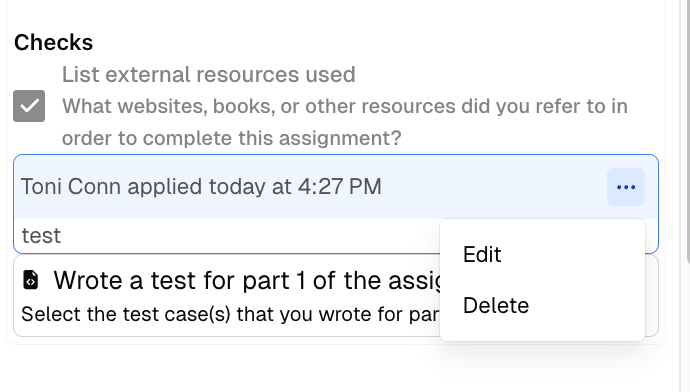 Checks
List external resources used
What websites, books, or other resources did you refer to in
order to complete this assignment?
Toni Conn applied today at 4:27 PM
test
Edit
Wrote a test for part 1 of the
Delete
Select the test case(s) that you wrote for